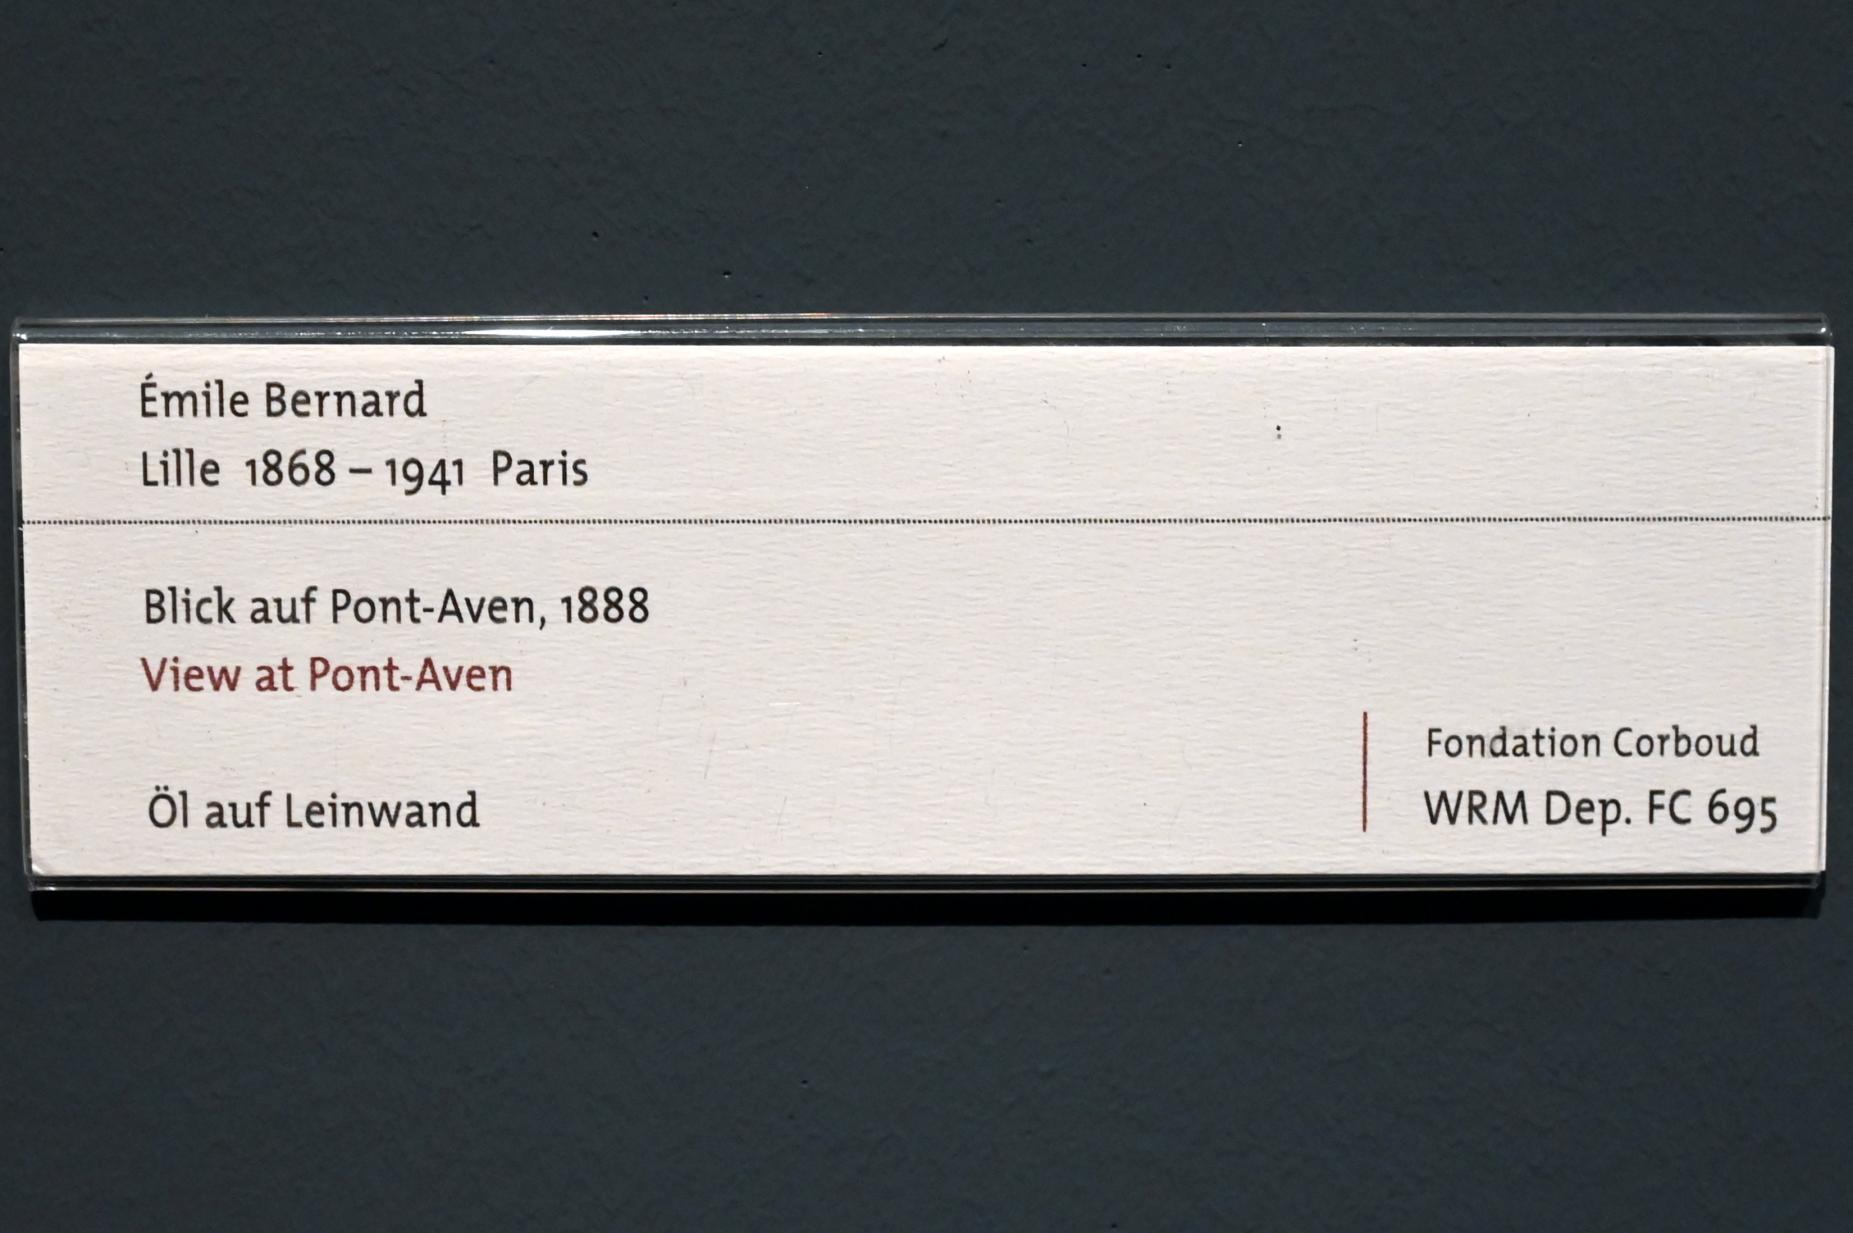 Émile Bernard
Lille 1868 – 1941 Paris
Blick auf Pont-Aven, 1888
View at Pont-Aven
Öl auf Leinwand
Fondation Corboud
WRM Dep. FC 695